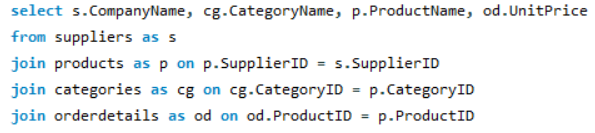 select s.CompanyName, cg.CategoryName, p.ProductName, od.UnitPrice
from suppliers as s
join products as p on p.SupplierID = s.SupplierID
join categories as cg on cg.CategoryID = p.CategoryID
join orderdetails as od on od.ProductID = p.ProductID